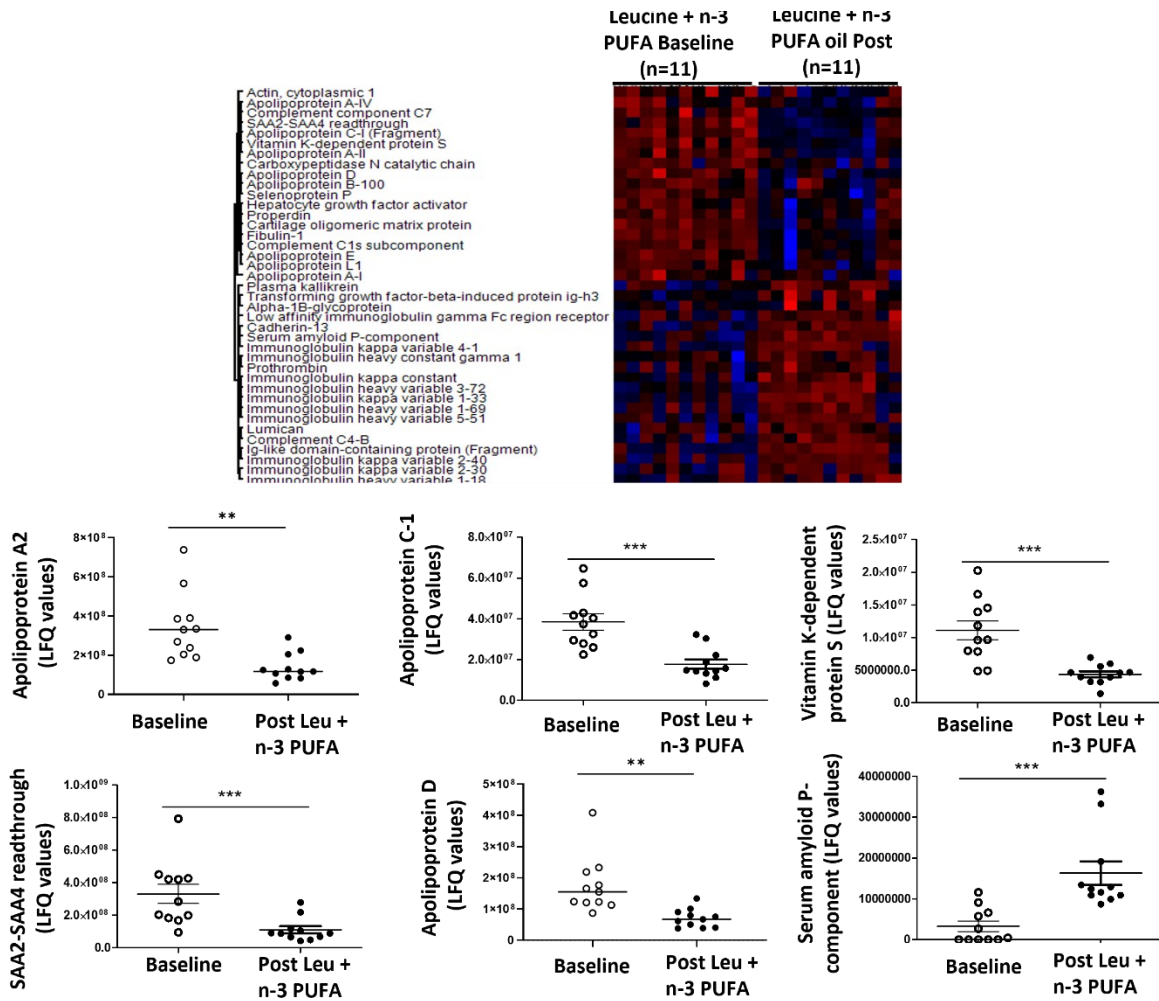 Leucine + n-3
PUFA Baseline
(n=11)
Leucine + n-3
PUFA oil Post
(n=11)
Actin, cytoplasmic 1
Apolipoprotein A-IV
Complement component C7
SAA2-SAA4 readthrough
Apolipoprotein C-I (Fragment)
Vitamin K-dependent protein S
Apolipoprotein A-II
Carboxypeptidase N catalytic chain
Apolipoprotein D
Apolipoprotein B-100
Selenoprotein P
Hepatocyte growth factor activator
Properdin
Cartilage oligomeric matrix protein
Fibulin-1
Complement C1s subcomponent
Apolipoprotein E
Apolipoprotein L1
Apolipoprotein A-I
Plasma kallikrein
Transforming growth factor-beta-induced protein ig-h3
Alpha-1B-glycoprotein
Low affinity immunoglobulin gamma Fc region receptor
Cadherin-13
Serum amyloid P-component
Immunoglobulin kappa variable 4-1
Immunoglobulin heavy constant gamma 1
Prothrombin
Immunoglobulin kappa constant
Immunoglobulin heavy variable 3-72
Immunoglobulin kappa variable 1-33
Immunoglobulin heavy variable 1-69
Immunoglobulin heavy variable 5-51
Lumican
Complement C4-B
Ig-like domain-containing protein (Fragment)
Immunoglobulin kappa variable 2-40
Immunoglobulin kappa variable 2-30
Immunoglobulin heavy variable 1-18
Apolipoprotein A2
(LFQ values)
8×10⁸
6×10⁸
4×10⁸
2×10⁸
0
**
Baseline
Post Leu +
n-3 PUFA
Apolipoprotein C-1
(LFQ values)
8.0×10⁰⁷
6.0×10⁰⁷
4.0×10⁰⁷
2.0×10⁰⁷
0.0
***
Baseline
Post Leu +
n-3 PUFA
Vitamin K-dependent
protein S (LFQ values)
2.5×10⁰⁷
2.0×10⁰⁷
1.5×10⁰⁷
1.0×10⁰⁷
5000000.0
0.0
***
Baseline
Post Leu +
n-3 PUFA
SAA2-SAA4 readthrough
(LFQ values)
1.0×10⁰⁹
8.0×10⁰⁸
6.0×10⁰⁸
4.0×10⁰⁸
2.0×10⁰⁸
0.0
***
Baseline
Post Leu +
n-3 PUFA
Apolipoprotein D
(LFQ values)
5×10⁸
4×10⁸
3×10⁸
2×10⁸
1×10⁸
0
**
Baseline
Post Leu +
n-3 PUFA
Serum amyloid P-
component (LFQ values)
40000000
30000000
20000000
10000000
0
***
Baseline
Post Leu +
n-3 PUFA